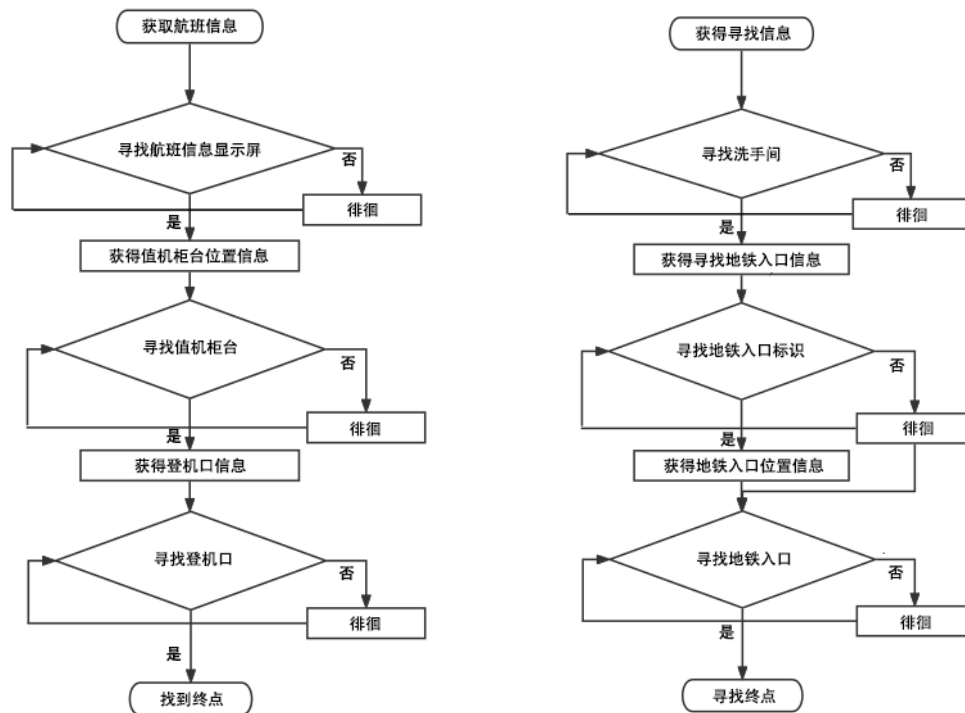 获取航班信息
寻找航班信息显示屏
否
徘徊
是
获得值机柜台位置信息
寻找值机柜台
否
徘徊
是
获得登机口信息
寻找登机口
否
徘徊
是
找到终点
获得寻找信息
寻找洗手间
否
徘徊
是
获得寻找地铁入口信息
寻找地铁入口标识
否
徘徊
是
获得地铁入口位置信息
寻找地铁入口
否
徘徊
是
寻找终点